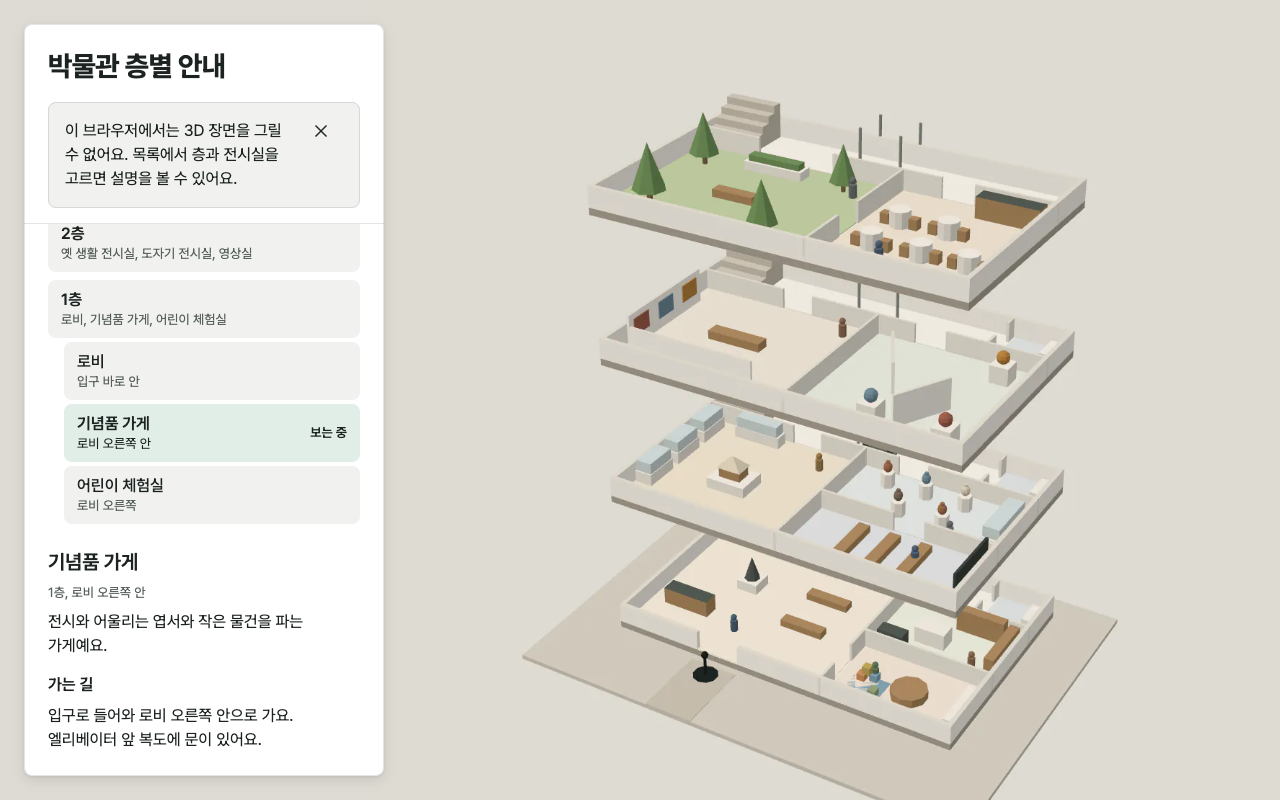 박물관 층별 안내
이 브라우저에서는 3D 장면을 그릴
수 없어요. 목록에서 층과 전시실을
고르면 설명을 볼 수 있어요.
2층
옛 생활 전시실, 도자기 전시실, 영상실
1층
로비, 기념품 가게, 어린이 체험실
로비
입구 바로 안
기념품 가게
로비 오른쪽 안
보는 중
어린이 체험실
로비 오른쪽
기념품 가게
1층, 로비 오른쪽 안
전시와 어울리는 엽서와 작은 물건을 파는
가게예요.
가는 길
입구로 들어와 로비 오른쪽 안으로 가요.
엘리베이터 앞 복도에 문이 있어요.